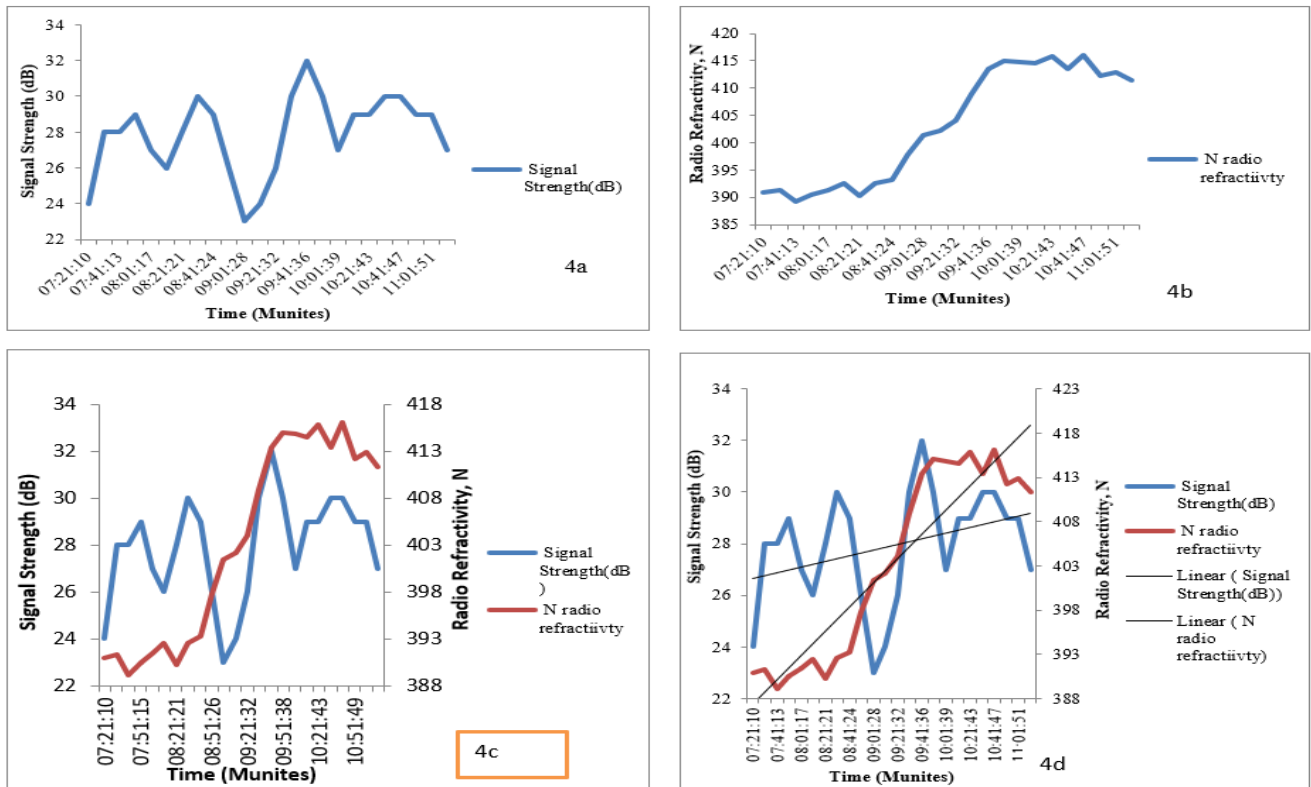 Signal Strength (dB)
34
32
30
28
26
24
22
07:21:10
07:41:13
08:01:17
08:21:21
08:41:24
09:01:28
09:21:32
09:41:36
10:01:39
10:21:43
10:41:47
11:01:51
Time (Munites)
Signal
Strength(dB)
4a
Radio Refractivity, N
420
415
410
405
400
395
390
385
07:21:10
07:41:13
08:01:17
08:21:21
08:41:24
09:01:28
09:21:32
09:41:36
10:01:39
10:21:43
10:41:47
11:01:51
Time (Munites)
N radio
refractiivty
4b
Signal Strength (dB)
34
32
30
28
26
24
22
418
413
408
403
398
393
388
Radio Refractivity, N
07:21:10
07:51:15
08:21:21
08:51:26
09:21:32
09:51:38
10:21:43
10:51:49
Time (Munites)
Signal
Strength(dB
)
N radio
refractiivty
4c
Signal Strength (dB)
34
32
30
28
26
24
22
423
418
413
408
403
398
393
388
Radio Refractivity, N
07:21:10
07:41:13
08:01:17
08:21:21
08:41:24
09:01:28
09:21:32
09:41:36
10:01:39
10:21:43
10:41:47
11:01:51
Time (Munites)
Signal
Strength(dB)
N radio
refractiivty
Linear ( Signal
Strength(dB))
Linear ( N
radio
refractiivty)
4d